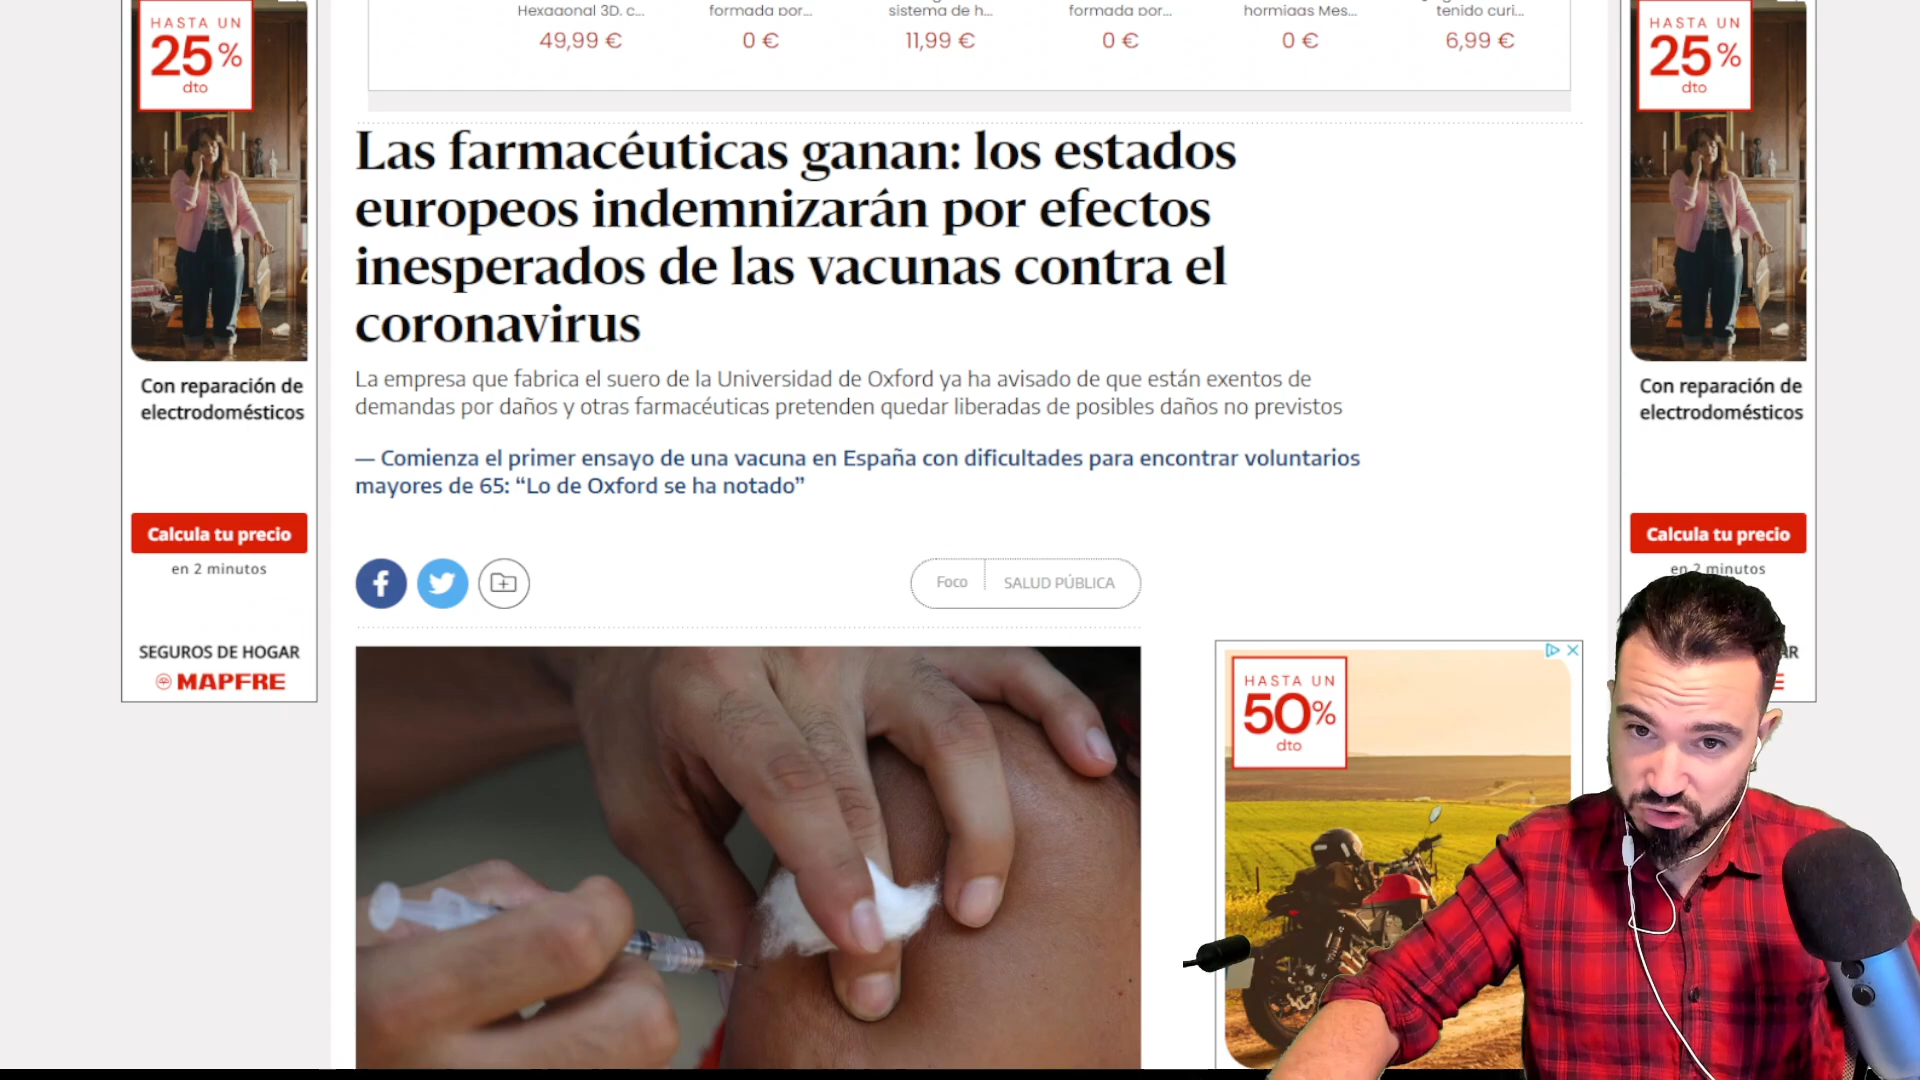 HASTA UN
25%
dto
Con reparación de
electrodomésticos
Calcula tu precio
en 2 minutos
SEGUROS DE HOGAR
MAPFRE
Hexagonal 3D, c...
49,99 €
formada por...
0 €
sistema de h...
11,99 €
formada por...
0 €
hormigas Mes...
0 €
tenido curi...
6,99 €
Las farmacéuticas ganan: los estados
europeos indemnizarán por efectos
inesperados de las vacunas contra el
coronavirus
La empresa que fabrica el suero de la Universidad de Oxford ya ha avisado de que están exentos de
demandas por daños y otras farmacéuticas pretenden quedar liberadas de posibles daños no previstos
— Comienza el primer ensayo de una vacuna en España con dificultades para encontrar voluntarios
mayores de 65: “Lo de Oxford se ha notado”
Foco
SALUD PÚBLICA
HASTA UN
50%
dto
HASTA UN
25%
dto
Con reparación de
electrodomésticos
Calcula tu precio
en 2 minutos
AR
E